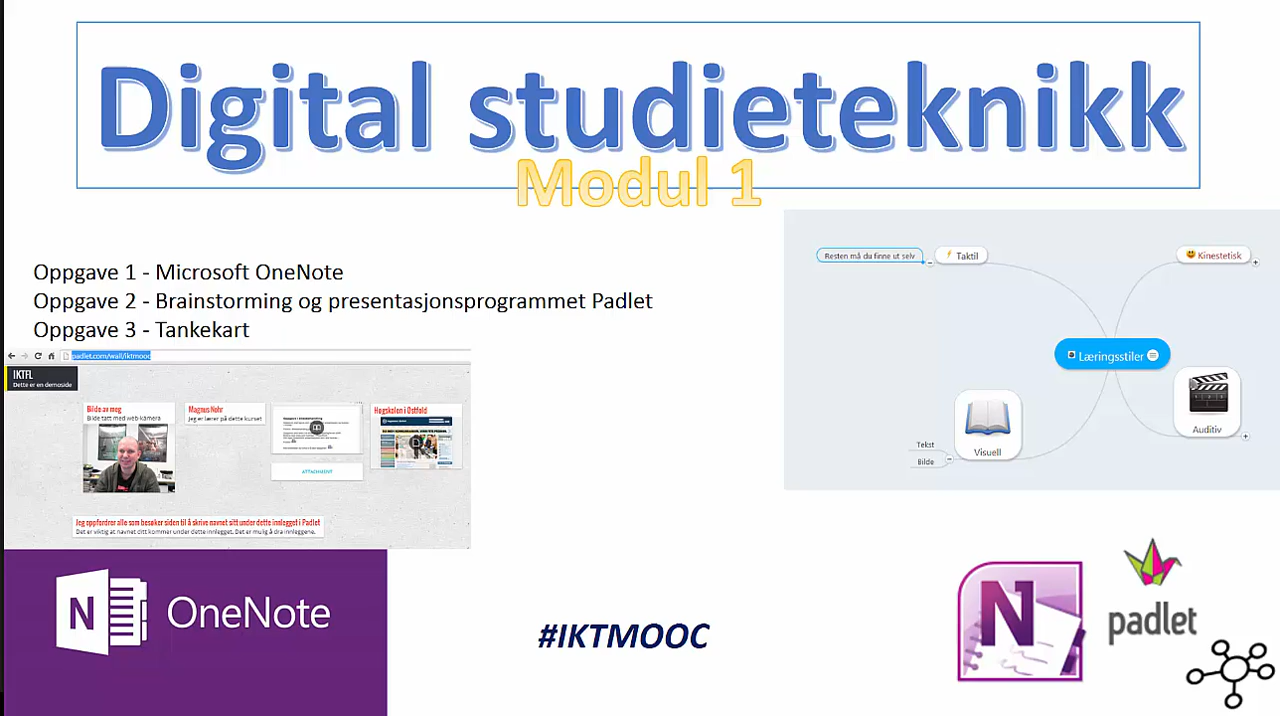 Digital studieteknikk
Modul 1
Oppgave 1 - Microsoft OneNote
Oppgave 2 - Brainstorming og presentasjonsprogrammet Padlet
Oppgave 3 - Tankekart
padlet.com/wall/iktmooc
IKTFL
Dette er en demoside
Bilde av meg
Bilde tatt med web-kamera
Magnus Nohr
Jeg er lærer på dette kurset
ATTACHMENT
Høgskolen i Østfold
Jeg oppfordrer alle som besøker siden til å skrive navnet sitt under dette innlegget i Padlet
Det er viktig at navnet ditt kommer under dette innlegget. Det er mulig å dra innleggene.
Resten må du finne ut selv
Taktil
Kinestetisk
Læringsstiler
Auditiv
Visuell
Tekst
Bilde
N OneNote
#IKTMOOC
N
padlet